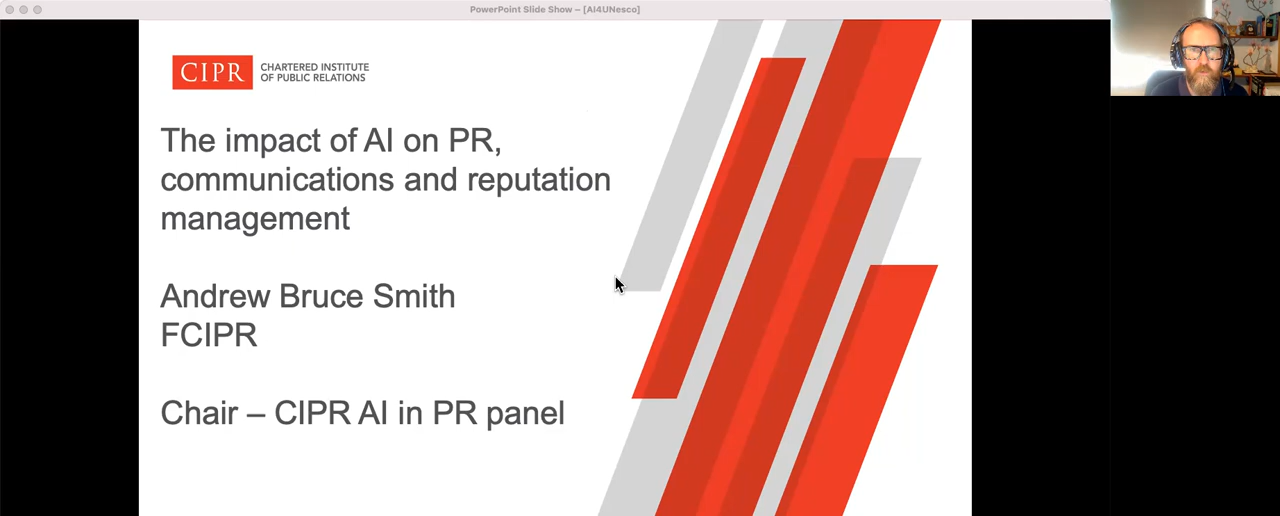 PowerPoint Slide Show – [AI4UNesco]
CIPR CHARTERED INSTITUTE
OF PUBLIC RELATIONS
The impact of AI on PR,
communications and reputation
management
Andrew Bruce Smith
FCIPR
Chair – CIPR AI in PR panel